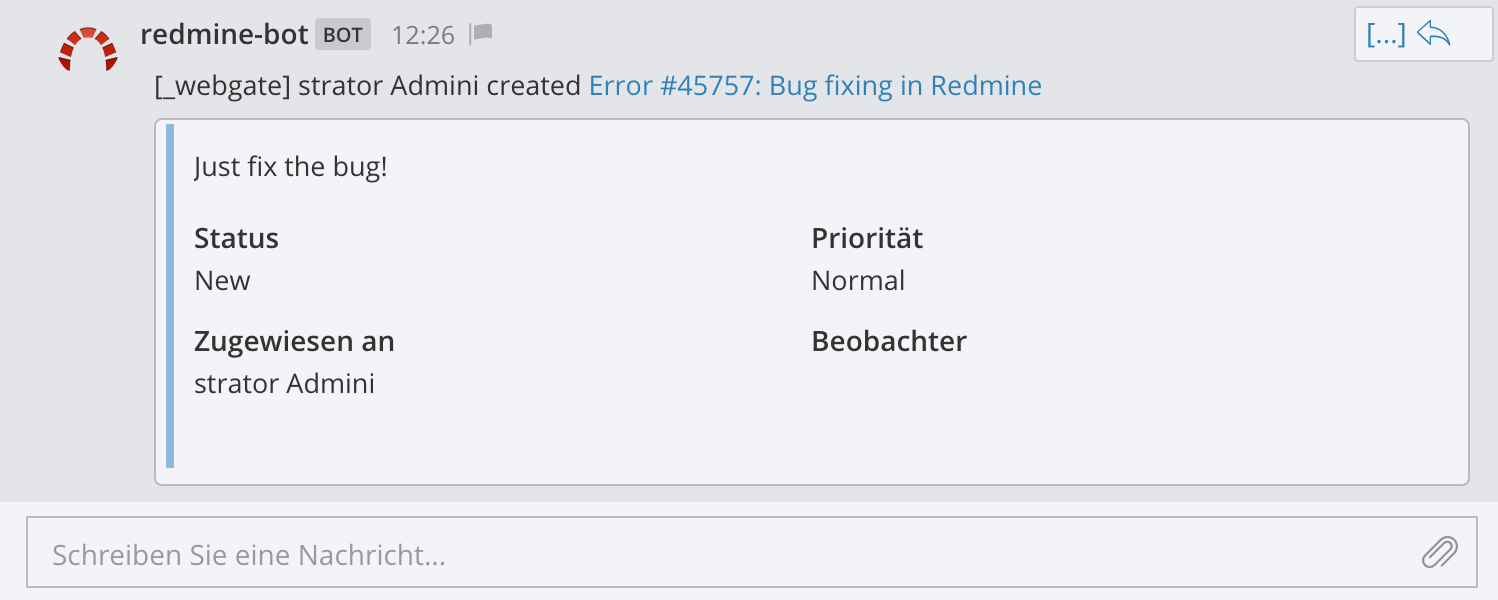 redmine-bot BOT 12:26 [...]
[_webgate] strator Admini created Error #45757: Bug fixing in Redmine
Just fix the bug!
Status Priorität
New Normal
Zugewiesen an Beobachter
strator Admini
Schreiben Sie eine Nachricht...